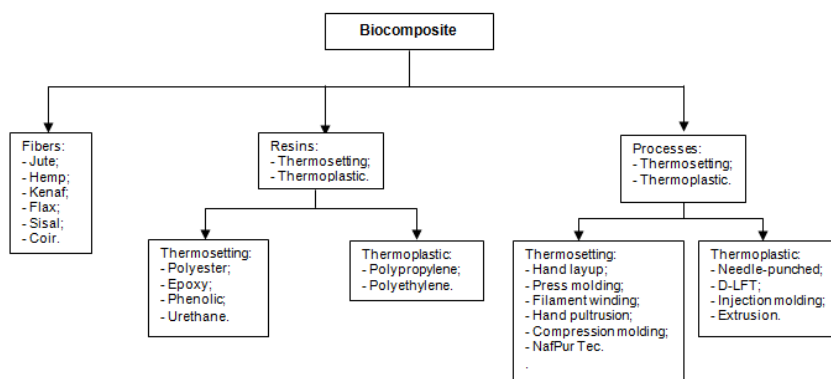 Biocomposite
Fibers:
- Jute;
- Hemp;
- Kenaf;
- Flax;
- Sisal;
- Coir.
Resins:
- Thermosetting;
- Thermoplastic.
Processes:
- Thermosetting;
- Thermoplastic.
Thermosetting:
- Polyester;
- Epoxy;
- Phenolic;
- Urethane.
Thermoplastic:
- Polypropylene;
- Polyethylene.
Thermosetting:
- Hand layup;
- Press molding;
- Filament winding;
- Hand pultrusion;
- Compression molding;
- NafPur Tec.
.
Thermoplastic:
- Needle-punched;
- D-LFT;
- Injection molding;
- Extrusion.